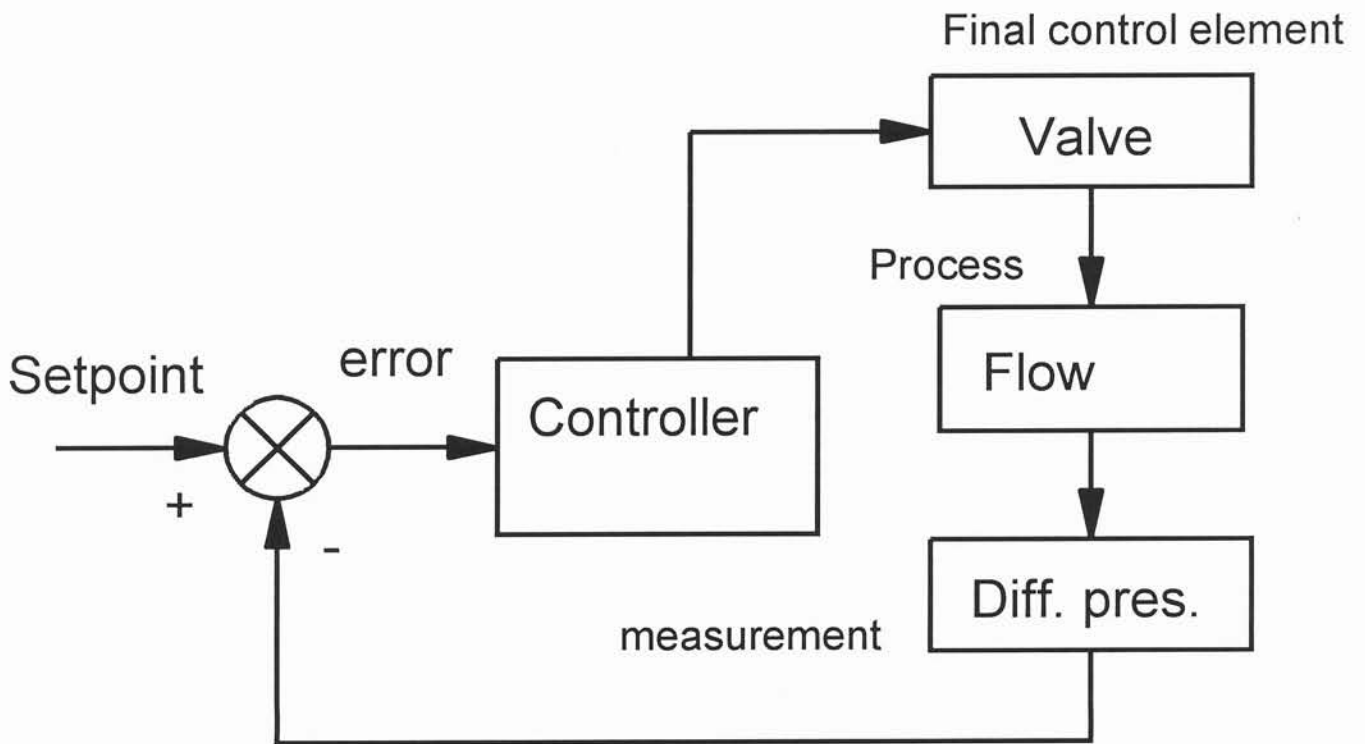 Final control element
Valve
Process
Setpoint
error
Controller
Flow
+
-
Diff. pres.
measurement